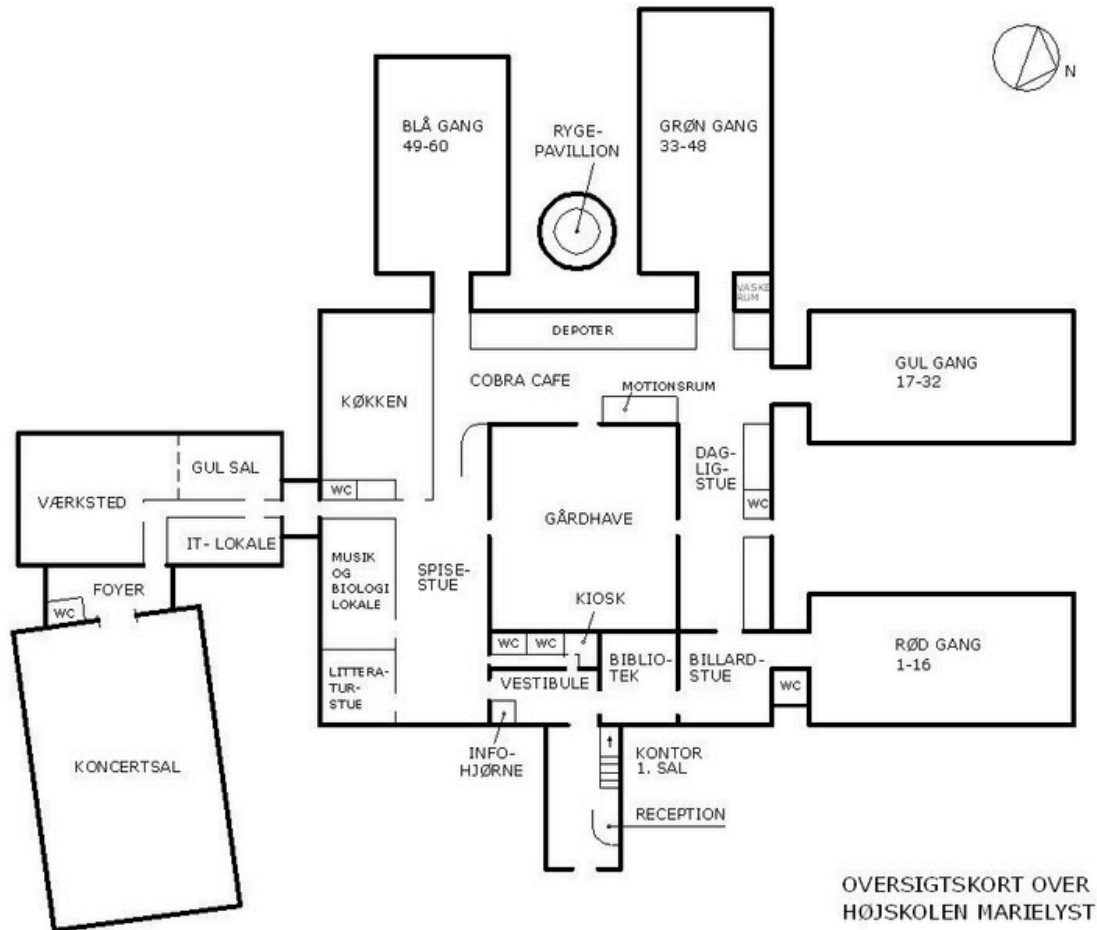 BLÅ GANG
49-60
RYGE-
PAVILLION
GRØN GANG
33-48
N
VASKE
RUM
DEPOTER
GUL GANG
17-32
COBRA CAFE
MOTIONSRUM
KØKKEN
DAG-
LIG-
STUE
GUL SAL
WC
VÆRKSTED
WC
GÅRDHAVE
IT- LOKALE
MUSIK
OG
BIOLOGI
LOKALE
SPISE-
STUE
FOYER
WC
KIOSK
WC
WC
BIBLIO-
TEK
BILLARD-
STUE
RØD GANG
1-16
LITTERA-
TUR-
STUE
VESTIBULE
WC
INFO-
HJØRNE
KONTOR
1. SAL
KONCERTSAL
RECEPTION
OVERSIGTSKORT OVER
HØJSKOLEN MARIELYST